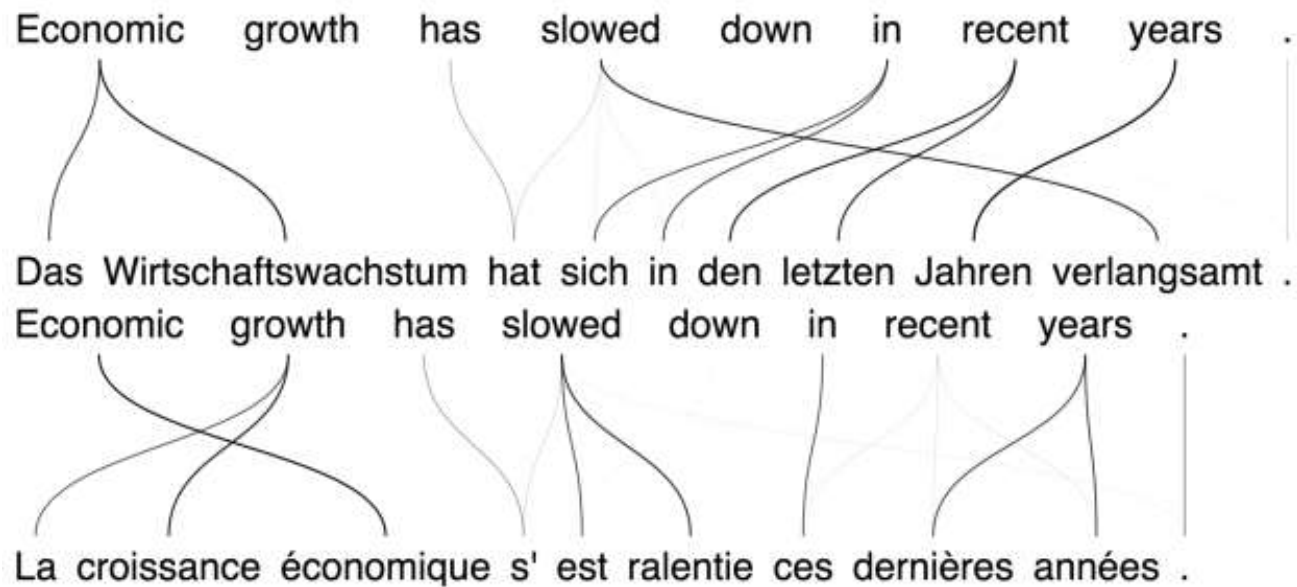 Economic growth has slowed down in recent years .
Das Wirtschaftswachstum hat sich in den letzten Jahren verlangsamt .
Economic growth has slowed down in recent years .
La croissance économique s' est ralentie ces dernières années .